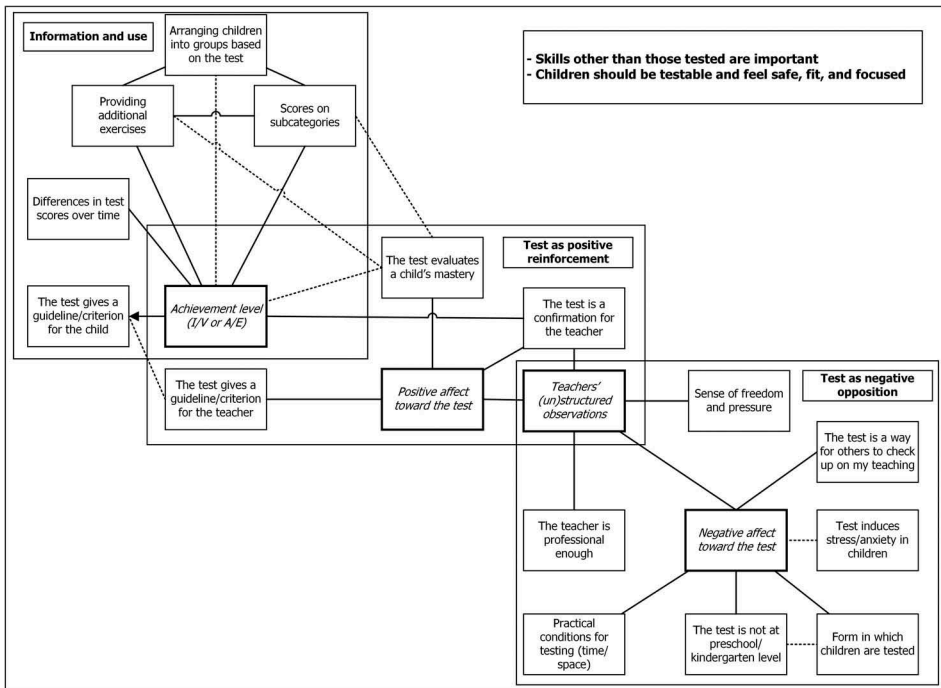 Information and use
Arranging children
into groups based
on the test
- Skills other than those tested are important
- Children should be testable and feel safe, fit, and focused
Providing
additional
exercises
Scores on
subcategories
Differences in test
scores over time
The test evaluates
a child's mastery
Test as positive
reinforcement
The test gives a
guideline/criterion
for the child
Achievement level
(I/V or A/E)
The test is a
confirmation for
the teacher
The test gives a
guideline/criterion
for the teacher
Positive affect
toward the test
Teachers'
(un)structured
observations
Sense of freedom
and pressure
Test as negative
opposition
The test is a way
for others to check
up on my teaching
The teacher is
professional
enough
Negative affect
toward the test
Test induces
stress/anxiety in
children
Practical
conditions for
testing (time/
space)
The test is not at
preschool/
kindergarten level
Form in which
children are tested